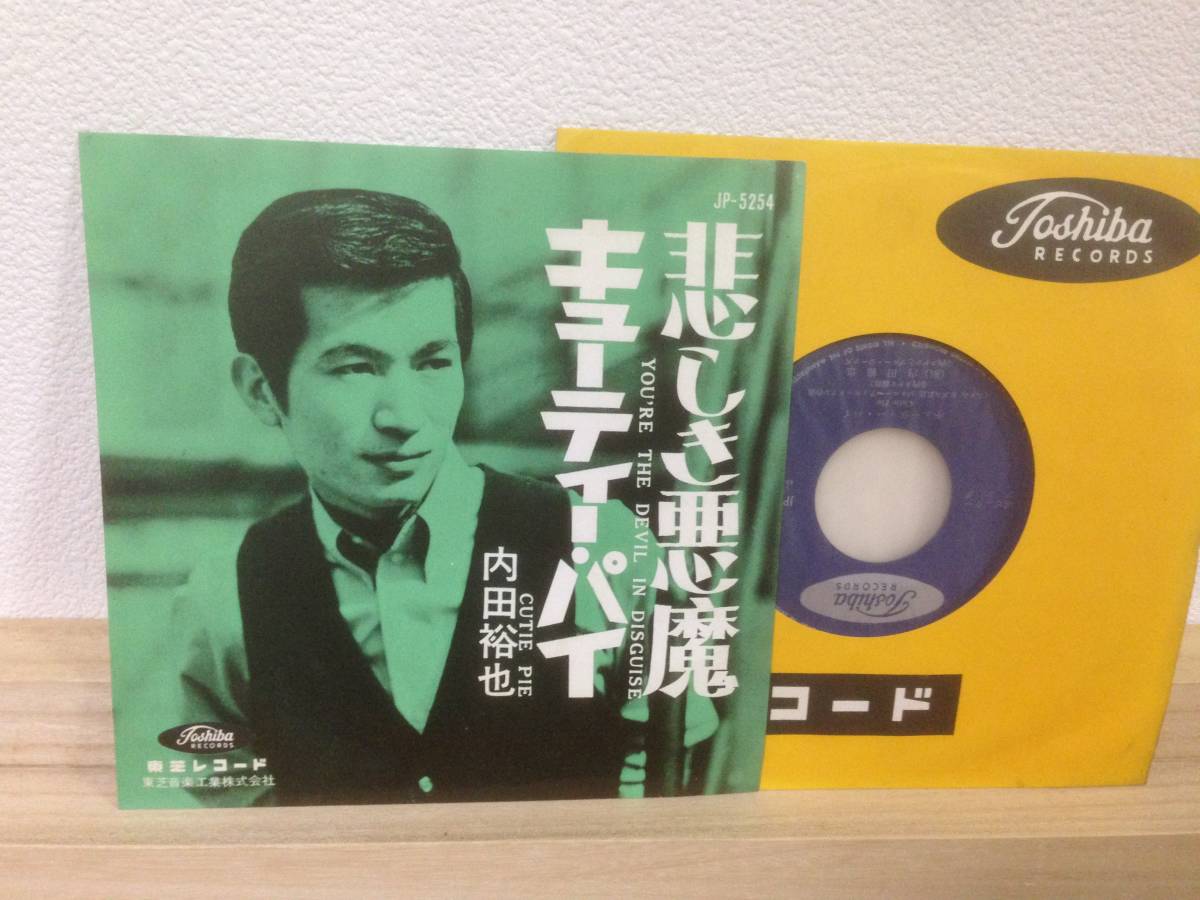 JP-5254
悲しき悪魔
YOU'RE THE DEVIL IN DISGUISE
キューティー・パイ
CUTIE PIE
内田裕也
Toshiba
RECORDS
東芝レコード
東芝音楽工業株式会社
Toshiba
RECORDS
Toshiba
RECORDS
コード